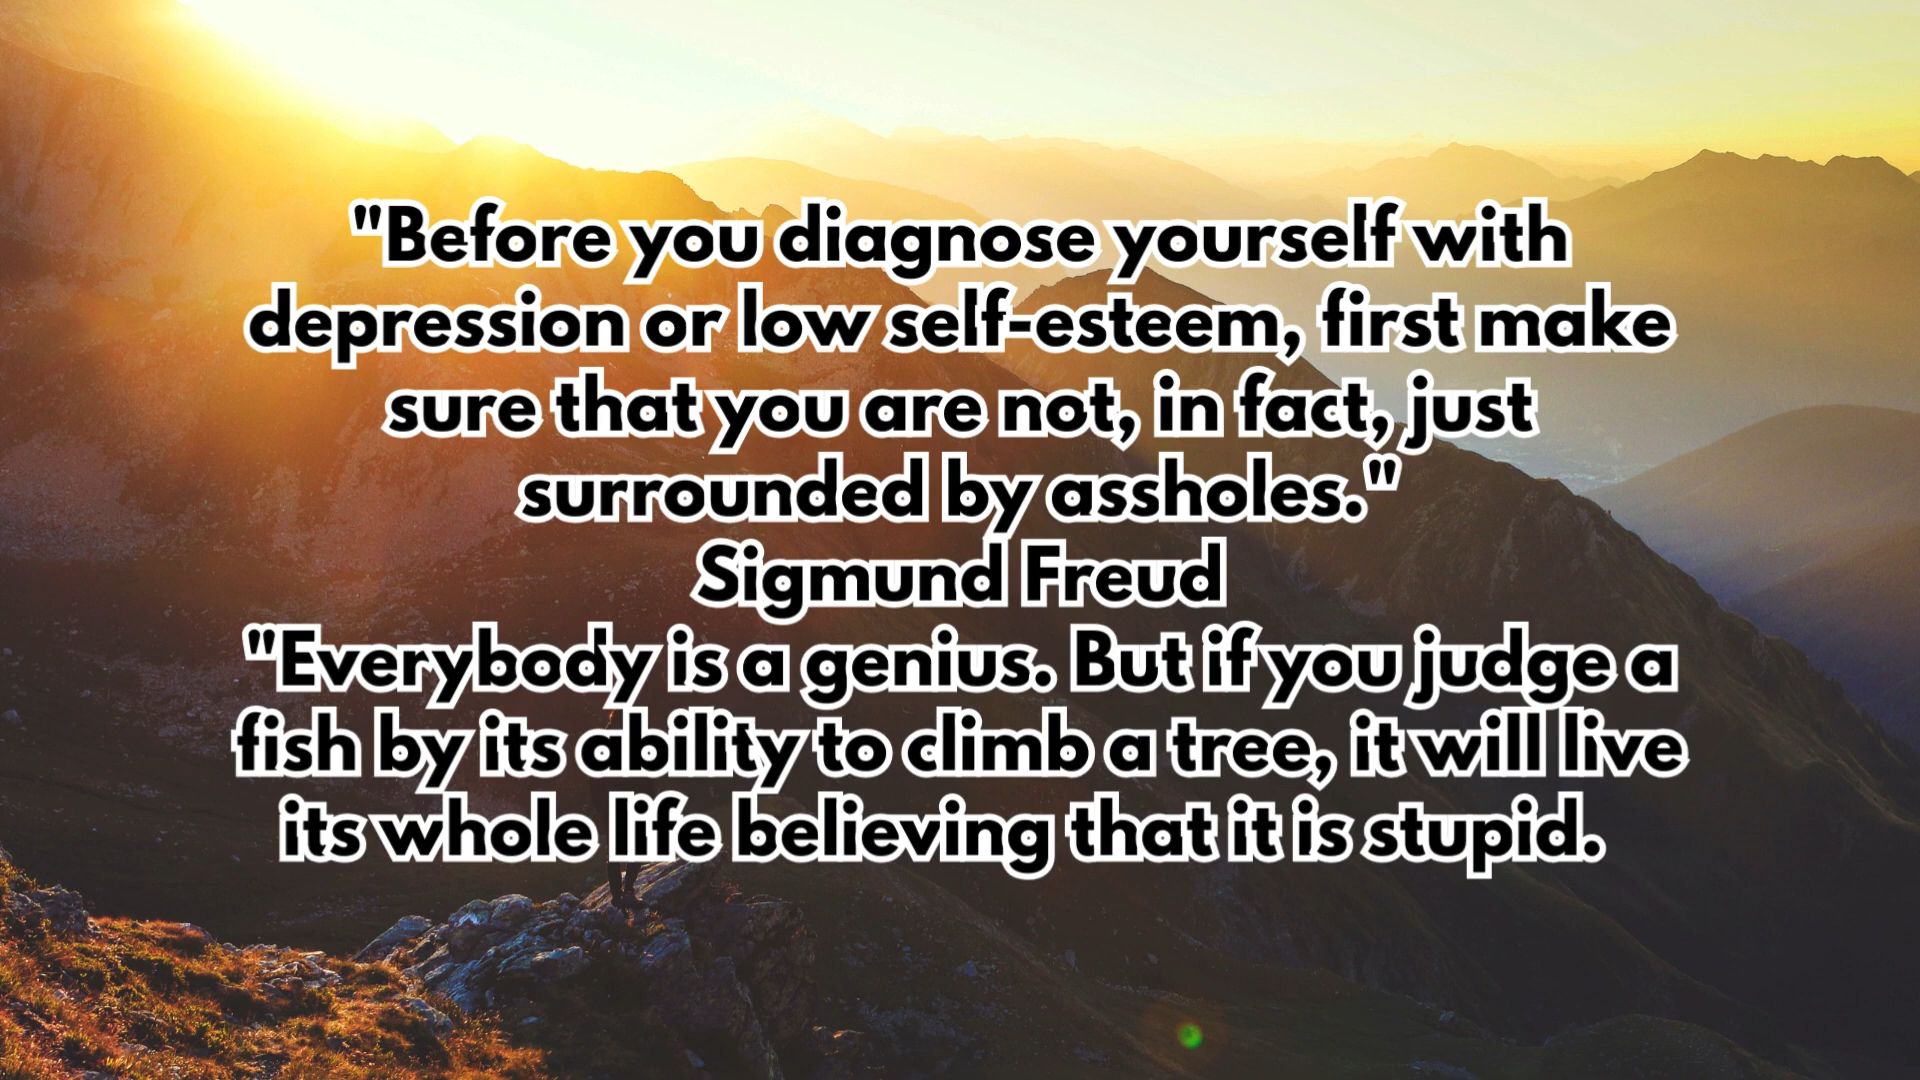 "Before you diagnose yourself with
depression or low self-esteem, first make
sure that you are not, in fact, just
surrounded by assholes."
Sigmund Freud
"Everybody is a genius. But if you judge a
fish by its ability to climb a tree, it will live
its whole life believing that it is stupid.